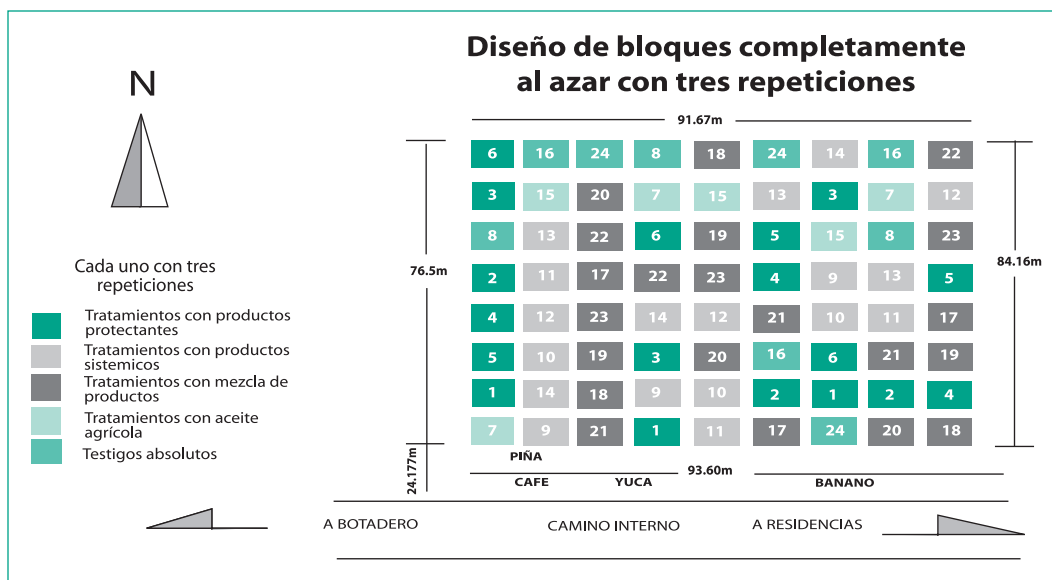 Diseño de bloques completamente
al azar con tres repeticiones
N
91.67m
6 16 24 8 18 24 14 16 22
3 15 20 7 15 13 3 7 12
8 13 22 6 19 5 15 8 23
76.5m
84.16m
2 11 17 22 23 4 9 13 5
4 12 23 14 12 21 10 11 17
5 10 19 3 20 16 6 21 19
1 14 18 9 10 2 1 2 4
7 9 21 1 11 17 24 20 18
Cada uno con tres
repeticiones
Tratamientos con productos
protectantes
Tratamientos con productos
sistemicos
Tratamientos con mezcla de
productos
Tratamientos con aceite
agrícola
Testigos absolutos
24.177m
PIÑA
93.60m
CAFE YUCA BANANO
A BOTADERO CAMINO INTERNO A RESIDENCIAS